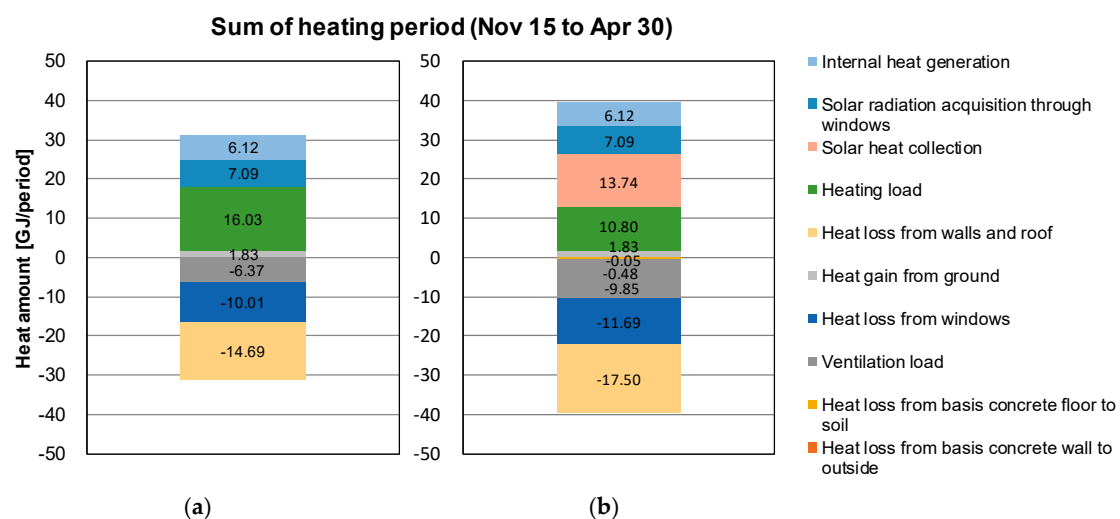 Sum of heating period (Nov 15 to Apr 30)
Heat amount [GJ/period]
50
40
30
20
10
0
-10
-20
-30
-40
-50
6.12
7.09
16.03
1.83
-6.37
-10.01
-14.69
(a)
50
40
30
20
10
0
-10
-20
-30
-40
-50
6.12
7.09
13.74
10.80
1.83
-0.05
-0.48
-9.85
-11.69
-17.50
(b)
Internal heat generation
Solar radiation acquisition through
windows
Solar heat collection
Heating load
Heat loss from walls and roof
Heat gain from ground
Heat loss from windows
Ventilation load
Heat loss from basis concrete floor to
soil
Heat loss from basis concrete wall to
outside